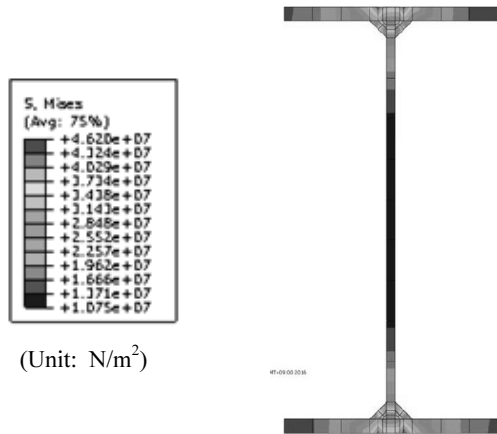 S, Mises
(Avg: 75%)
+4.620e+07
+4.324e+07
+4.029e+07
+3.734e+07
+3.438e+07
+3.143e+07
+2.848e+07
+2.552e+07
+2.257e+07
+1.962e+07
+1.666e+07
+1.371e+07
+1.075e+07
(Unit: N/m²)